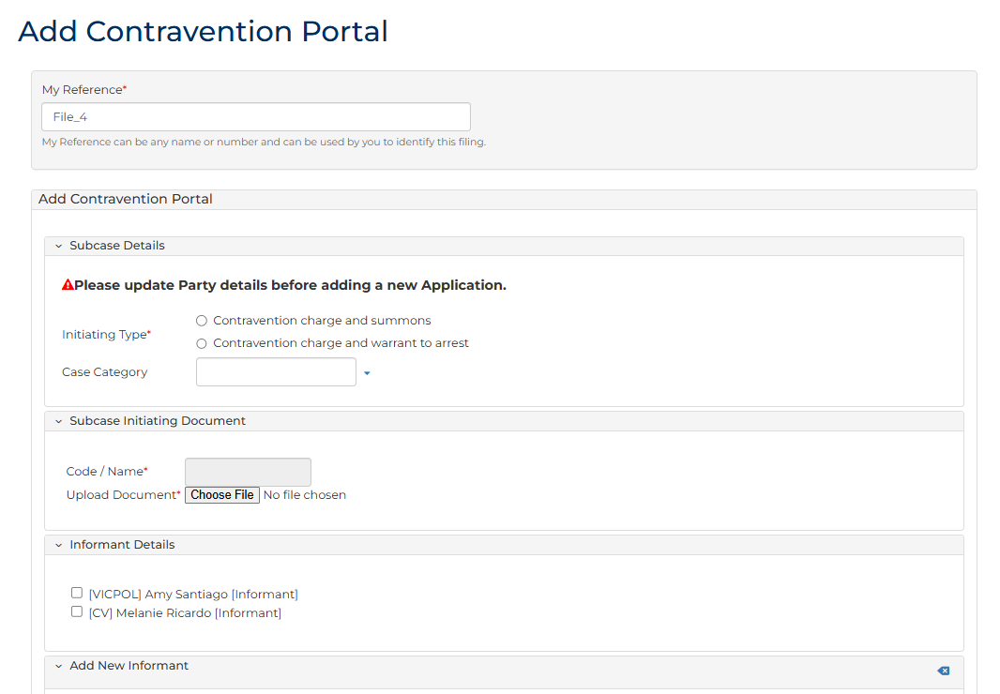 Add Contravention Portal
My Reference*
File_4
My Reference can be any name or number and can be used by you to identify this filing.
Add Contravention Portal
Subcase Details
Please update Party details before adding a new Application.
Initiating Type*
Contravention charge and summons
Contravention charge and warrant to arrest
Case Category
Subcase Initiating Document
Code / Name*
Upload Document* Choose File No file chosen
Informant Details
[VICPOL] Amy Santiago [Informant]
[CV] Melanie Ricardo [Informant]
Add New Informant